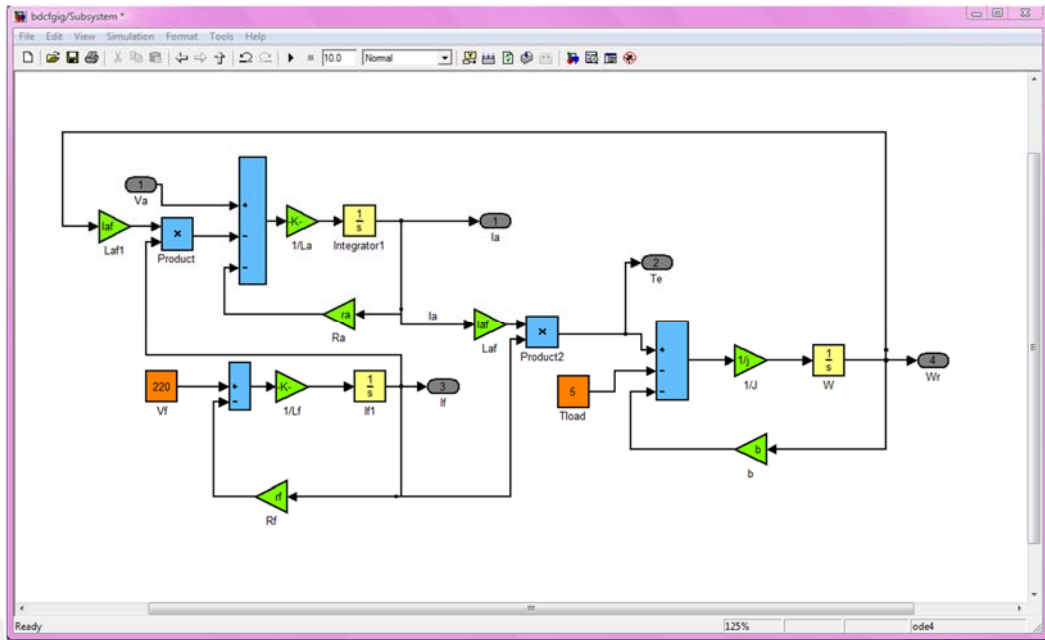 bdcfgig/Subsystem *
File Edit View Simulation Format Tools Help
10.0 Normal
1
Va
laf
Laf1
×
Product
+
−
−
-K-
1/La
1
s
Integrator1
1
Ia
ra
Ra
Ia
laf
Laf
×
Product2
2
Te
220
Vf
+
−
-K-
1/Lf
1
s
If1
3
If
rf
Rf
5
Tload
+
−
−
1/j
1/J
1
s
W
4
Wr
b
b
Ready 125% ode4